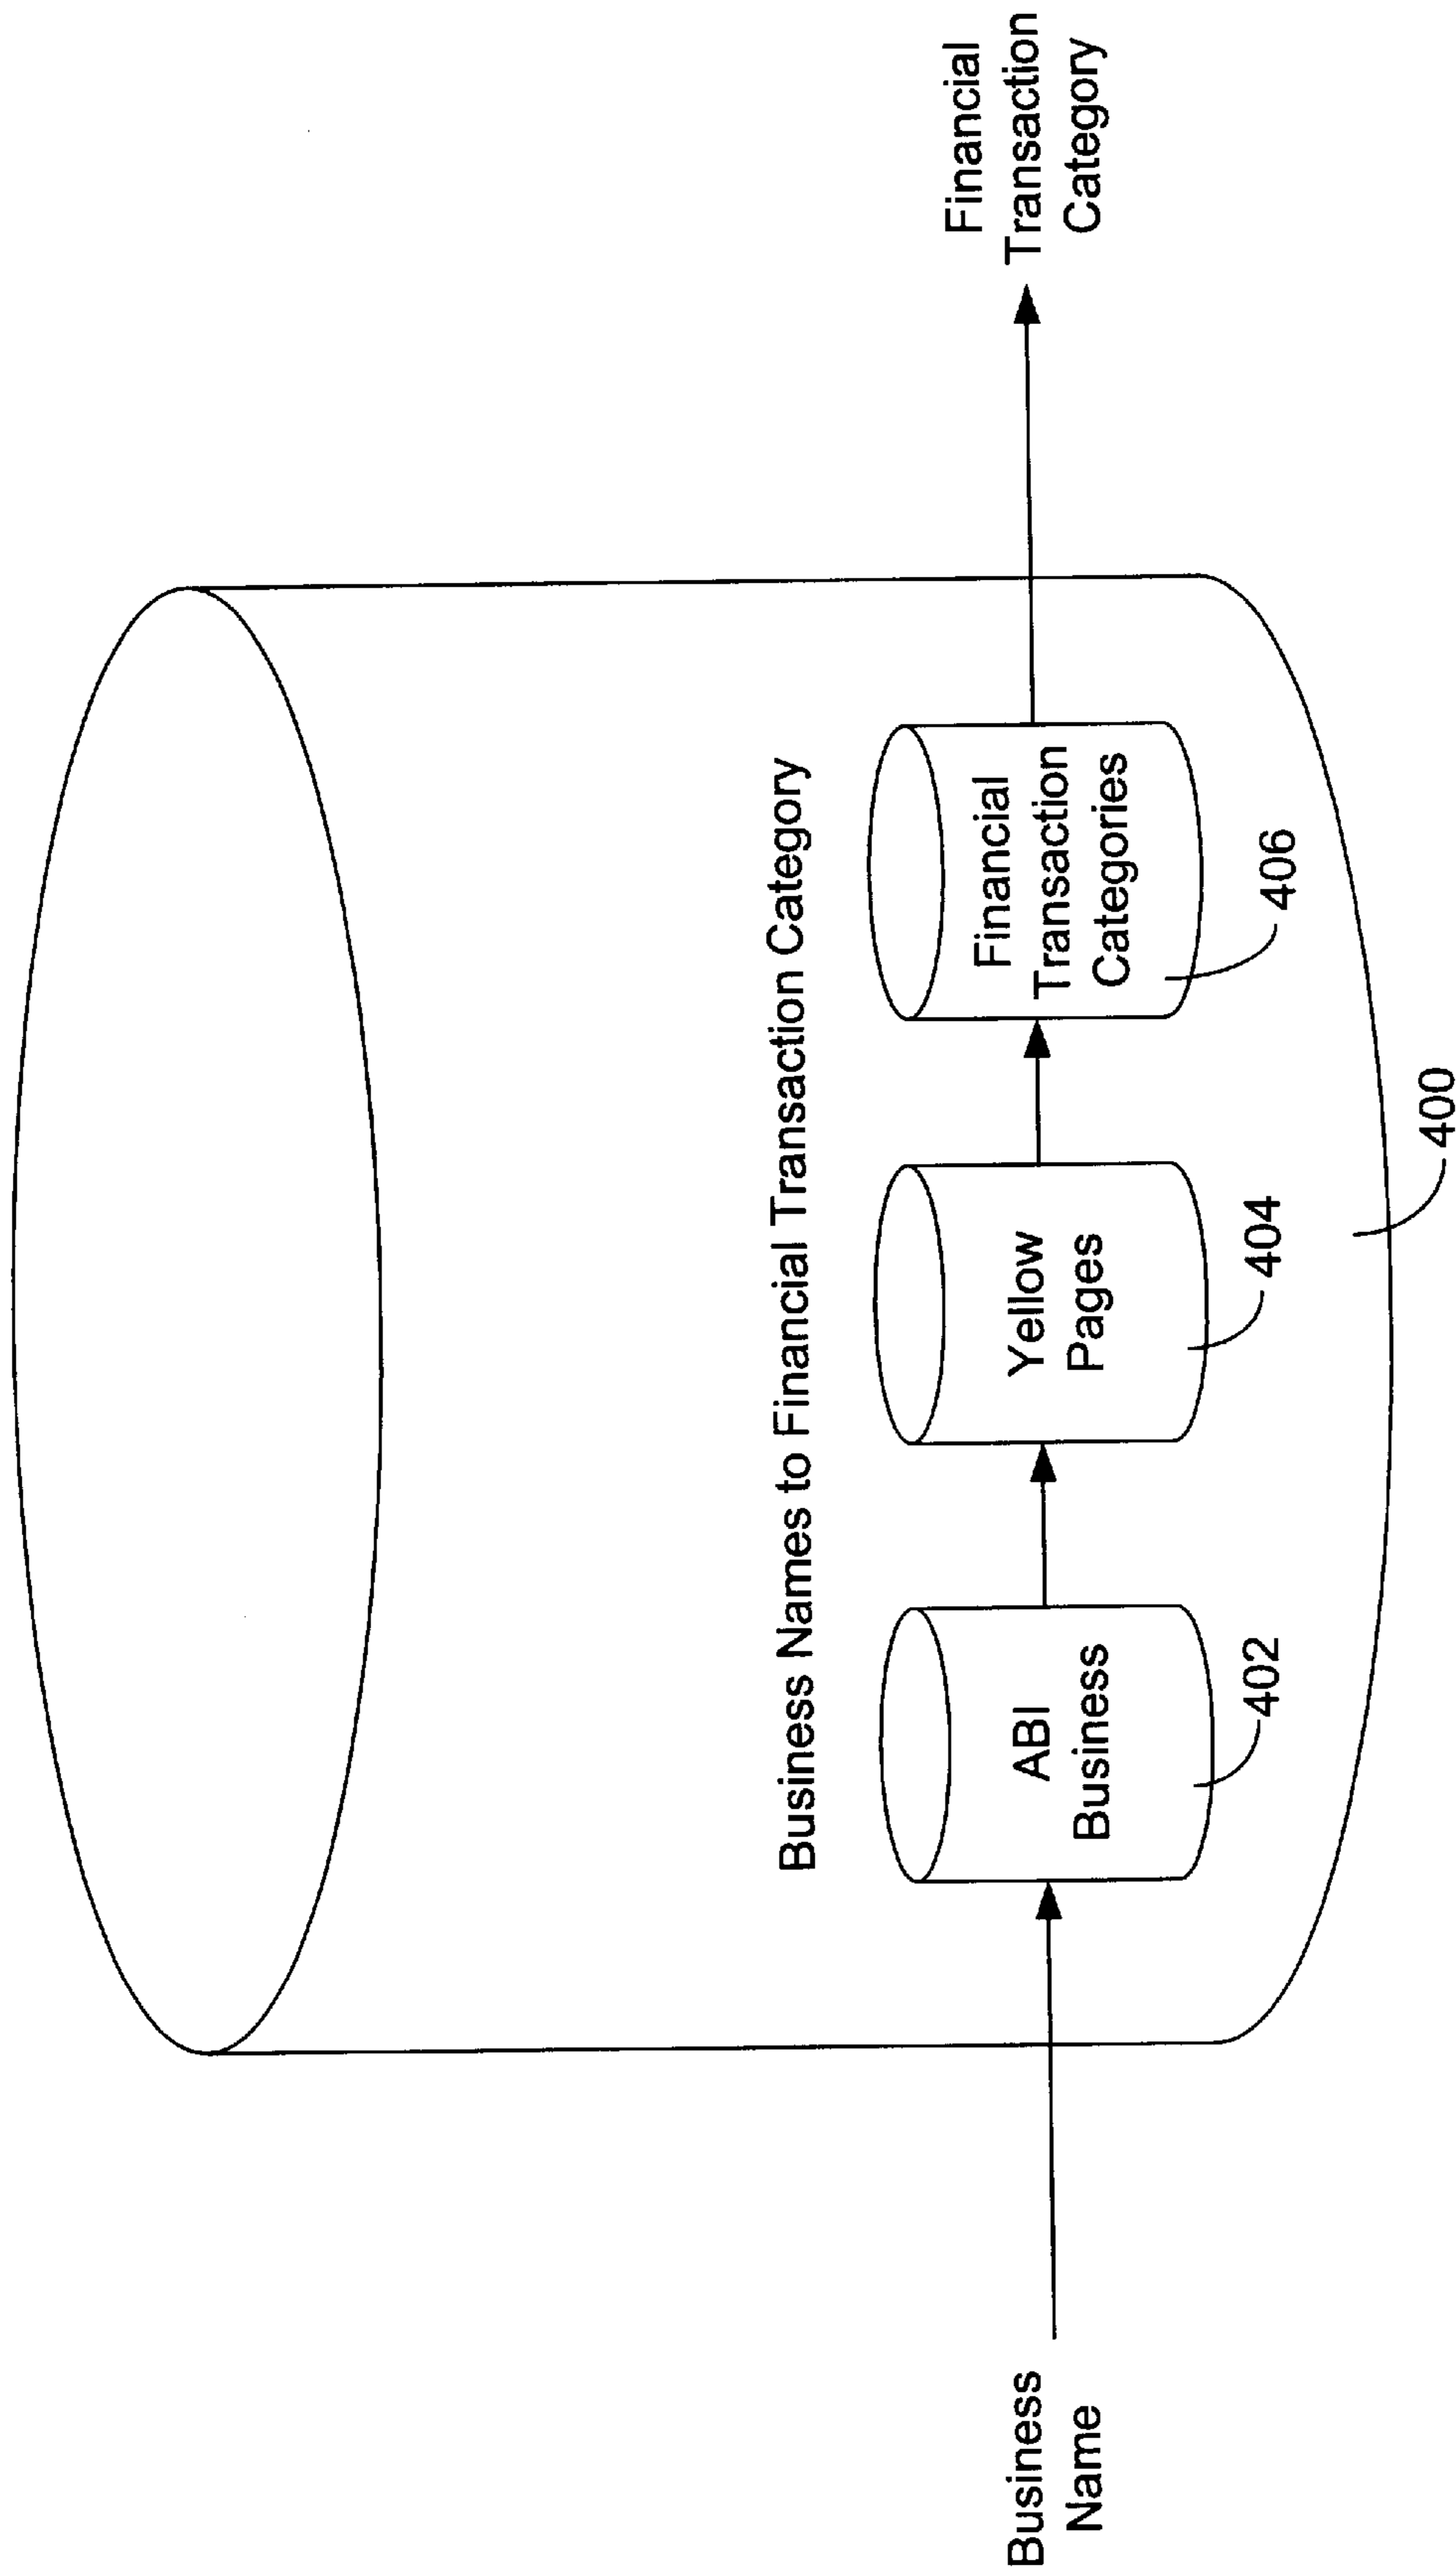 Business Names to Financial Transaction Category
Business
Name
ABI
Business
402
Yellow
Pages
404
Financial
Transaction
Categories
406
Financial
Transaction
Category
400